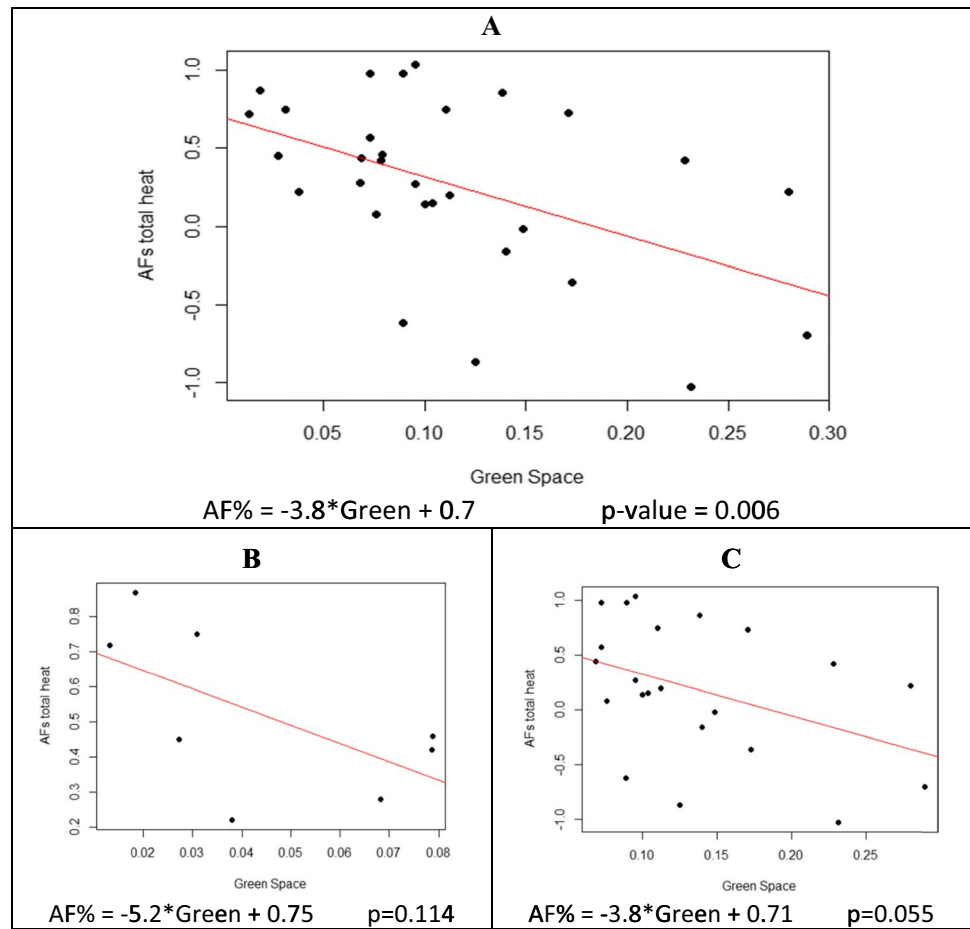 A
1.0
0.5
0.0
-0.5
-1.0
AFs total heat
0.05 0.10 0.15 0.20 0.25 0.30
Green Space
AF% = -3.8*Green + 0.7 p-value = 0.006
B
0.8
0.7
0.6
0.5
0.4
0.3
0.2
AFs total heat
0.02 0.03 0.04 0.05 0.06 0.07 0.08
Green Space
AF% = -5.2*Green + 0.75 p=0.114
C
1.0
0.5
0.0
-0.5
-1.0
AFs total heat
0.10 0.15 0.20 0.25
Green Space
AF% = -3.8*Green + 0.71 p=0.055